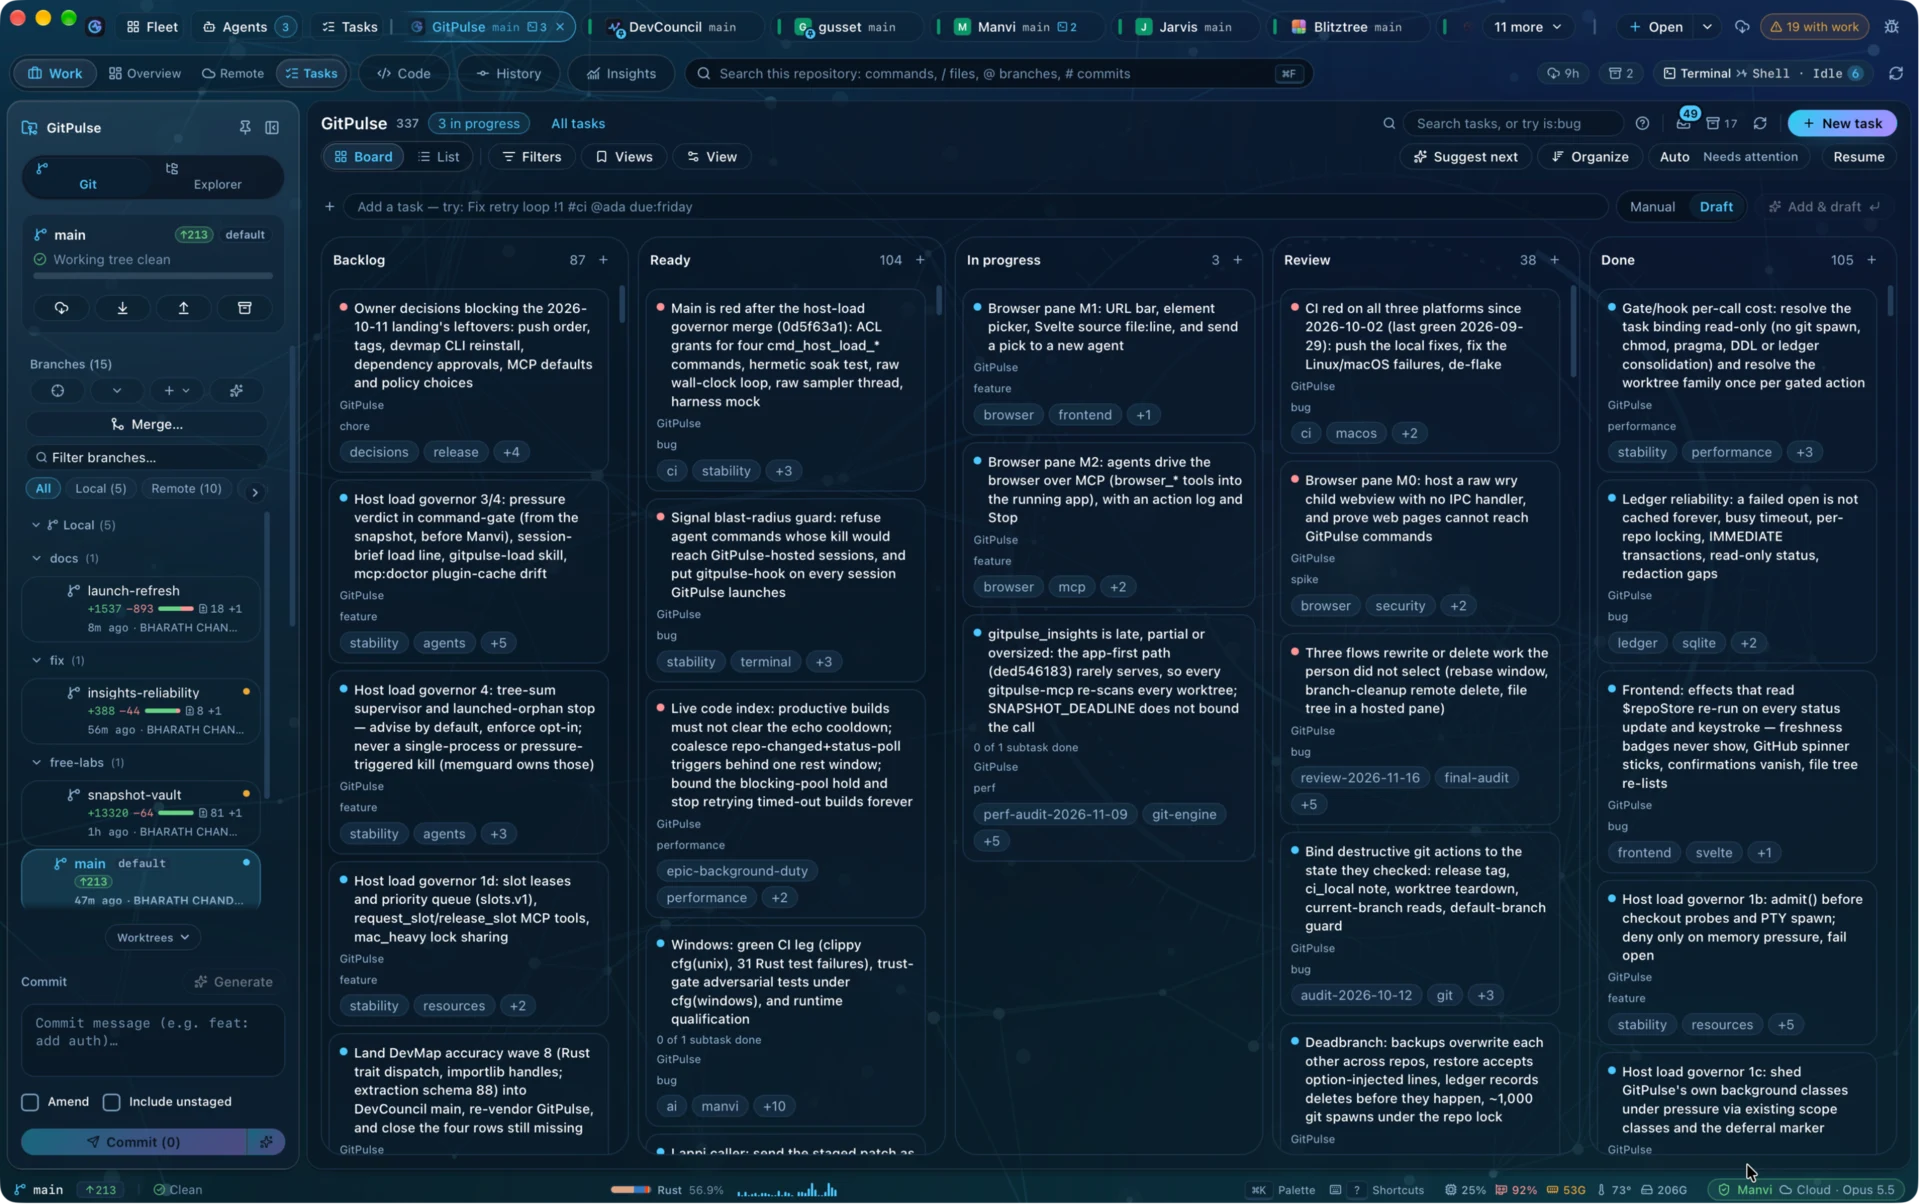 Fleet
Agents 3
Tasks
GitPulse main 3 ×
DevCouncil main
gusset main
Manvi main 2
Jarvis main
Blitztree main
11 more
+ Open
19 with work
Work
Overview
Remote
Tasks
Code
History
Insights
Search this repository: commands, / files, @ branches, # commits
⌘F
9h
2
Terminal Shell · Idle 6
GitPulse
Git
Explorer
main ↑213 default
Working tree clean
Branches (15)
Merge...
Filter branches...
All
Local (5)
Remote (10)
Local (5)
docs (1)
launch-refresh
+1537 −893 18 +1
8m ago · BHARATH CHAN...
fix (1)
insights-reliability
+388 −44 8 +1
56m ago · BHARATH CHAN...
free-labs (1)
snapshot-vault
+13320 −64 81 +1
1h ago · BHARATH CHAN...
main default
↑213
47m ago · BHARATH CHAND...
Worktrees
Commit
Generate
Commit message (e.g. feat:
add auth)…
Amend
Include unstaged
Commit (0)
GitPulse 337
3 in progress
All tasks
Search tasks, or try is:bug
49
17
+ New task
Board
List
Filters
Views
View
Suggest next
Organize
Auto Needs attention
Resume
Add a task — try: Fix retry loop !1 #ci @ada due:friday
Manual
Draft
Add & draft
Backlog 87 +
Owner decisions blocking the 2026-
10-11 landing's leftovers: push order,
tags, devmap CLI reinstall,
dependency approvals, MCP defaults
and policy choices
GitPulse
chore
decisions release +4
Host load governor 3/4: pressure
verdict in command-gate (from the
snapshot, before Manvi), session-
brief load line, gitpulse-load skill,
mcp:doctor plugin-cache drift
GitPulse
feature
stability agents +5
Host load governor 4: tree-sum
supervisor and launched-orphan stop
— advise by default, enforce opt-in;
never a single-process or pressure-
triggered kill (memguard owns those)
GitPulse
feature
stability agents +3
Host load governor 1d: slot leases
and priority queue (slots.v1),
request_slot/release_slot MCP tools,
mac_heavy lock sharing
GitPulse
feature
stability resources +2
Land DevMap accuracy wave 8 (Rust
trait dispatch, importlib handles;
extraction schema 88) into
DevCouncil main, re-vendor GitPulse,
and close the four rows still missing
GitPulse
Ready 104 +
Main is red after the host-load
governor merge (0d5f63a1): ACL
grants for four cmd_host_load_*
commands, hermetic soak test, raw
wall-clock loop, raw sampler thread,
harness mock
GitPulse
bug
ci stability +3
Signal blast-radius guard: refuse
agent commands whose kill would
reach GitPulse-hosted sessions, and
put gitpulse-hook on every session
GitPulse launches
GitPulse
bug
stability terminal +3
Live code index: productive builds
must not clear the echo cooldown;
coalesce repo-changed+status-poll
triggers behind one rest window;
bound the blocking-pool hold and
stop retrying timed-out builds forever
GitPulse
performance
epic-background-duty
performance +2
Windows: green CI leg (clippy
cfg(unix), 31 Rust test failures), trust-
gate adversarial tests under
cfg(windows), and runtime
qualification
0 of 1 subtask done
GitPulse
bug
ai manvi +10
In progress 3 +
Browser pane M1: URL bar, element
picker, Svelte source file:line, and send
a pick to a new agent
GitPulse
feature
browser frontend +1
Browser pane M2: agents drive the
browser over MCP (browser_* tools into
the running app), with an action log and
Stop
GitPulse
feature
browser mcp +2
gitpulse_insights is late, partial or
oversized: the app-first path
(ded546183) rarely serves, so every
gitpulse-mcp re-scans every worktree;
SNAPSHOT_DEADLINE does not bound
the call
0 of 1 subtask done
GitPulse
perf
perf-audit-2026-11-09 git-engine
+5
Review 38 +
CI red on all three platforms since
2026-10-02 (last green 2026-09-
29): push the local fixes, fix the
Linux/macOS failures, de-flake
GitPulse
bug
ci macos +2
Browser pane M0: host a raw wry
child webview with no IPC handler,
and prove web pages cannot reach
GitPulse commands
GitPulse
spike
browser security +2
Three flows rewrite or delete work the
person did not select (rebase window,
branch-cleanup remote delete, file
tree in a hosted pane)
GitPulse
bug
review-2026-11-16 final-audit
+5
Bind destructive git actions to the
state they checked: release tag,
ci_local note, worktree teardown,
current-branch reads, default-branch
guard
GitPulse
bug
audit-2026-10-12 git +3
Deadbranch: backups overwrite each
other across repos, restore accepts
option-injected lines, ledger records
deletes before they happen, ~1,000
git spawns under the repo lock
GitPulse
Done 105 +
Gate/hook per-call cost: resolve the
task binding read-only (no git spawn,
chmod, pragma, DDL or ledger
consolidation) and resolve the
worktree family once per gated action
GitPulse
performance
stability performance +3
Ledger reliability: a failed open is not
cached forever, busy timeout, per-
repo locking, IMMEDIATE
transactions, read-only status,
redaction gaps
GitPulse
bug
ledger sqlite +2
Frontend: effects that read
$repoStore re-run on every status
update and keystroke — freshness
badges never show, GitHub spinner
sticks, confirmations vanish, file tree
re-lists
GitPulse
bug
frontend svelte +1
Host load governor 1b: admit() before
checkout probes and PTY spawn;
deny only on memory pressure, fail
open
GitPulse
feature
stability resources +5
Host load governor 1c: shed
GitPulse's own background classes
under pressure via existing scope
classes and the deferral marker
GitPulse
main ↑213 Clean
Rust 56.9%
⌘K Palette
? Shortcuts
25% 92% 53G 73° 206G
Manvi Cloud · Opus 5.5